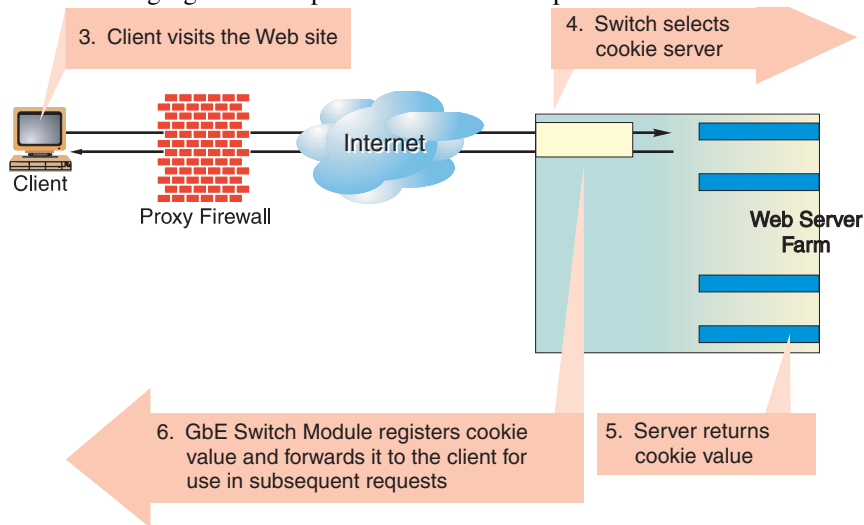 3. Client visits the Web site
4. Switch selects
cookie server
Internet
Client
Proxy Firewall
Web Server
Farm
6. GbE Switch Module registers cookie
value and forwards it to the client for
use in subsequent requests
5. Server returns
cookie value